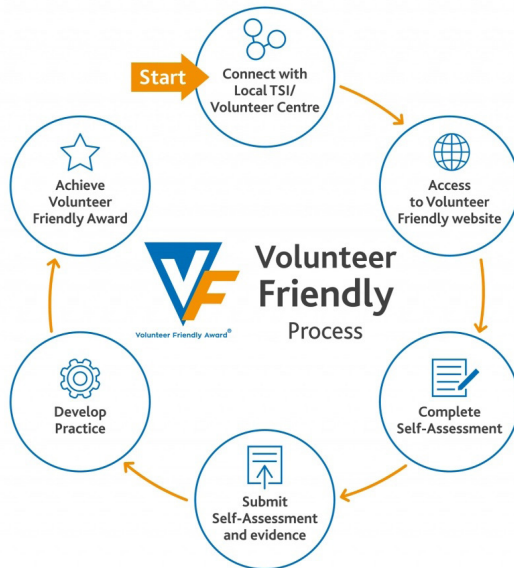 Start
Connect with
Local TSI/
Volunteer Centre
Access
to Volunteer
Friendly website
Complete
Self-Assessment
Submit
Self-Assessment
and evidence
Develop
Practice
Achieve
Volunteer
Friendly Award
VF
Volunteer Friendly Award®
Volunteer
Friendly
Process